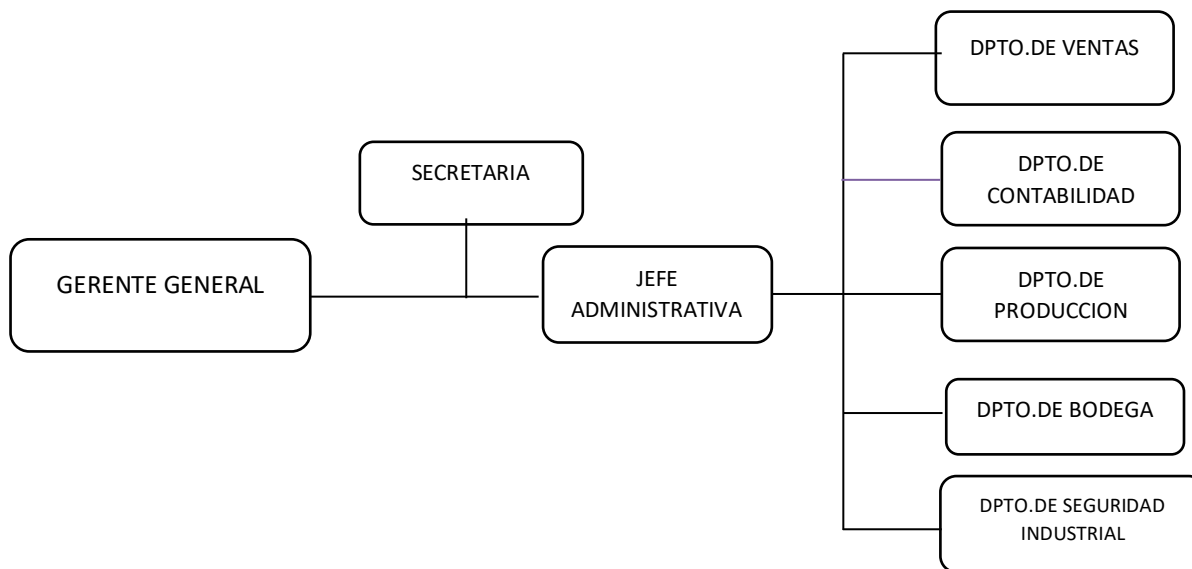 DPTO.DE VENTAS
SECRETARIA
DPTO.DE
CONTABILIDAD
GERENTE GENERAL
JEFE
ADMINISTRATIVA
DPTO.DE
PRODUCCION
DPTO.DE BODEGA
DPTO.DE SEGURIDAD
INDUSTRIAL